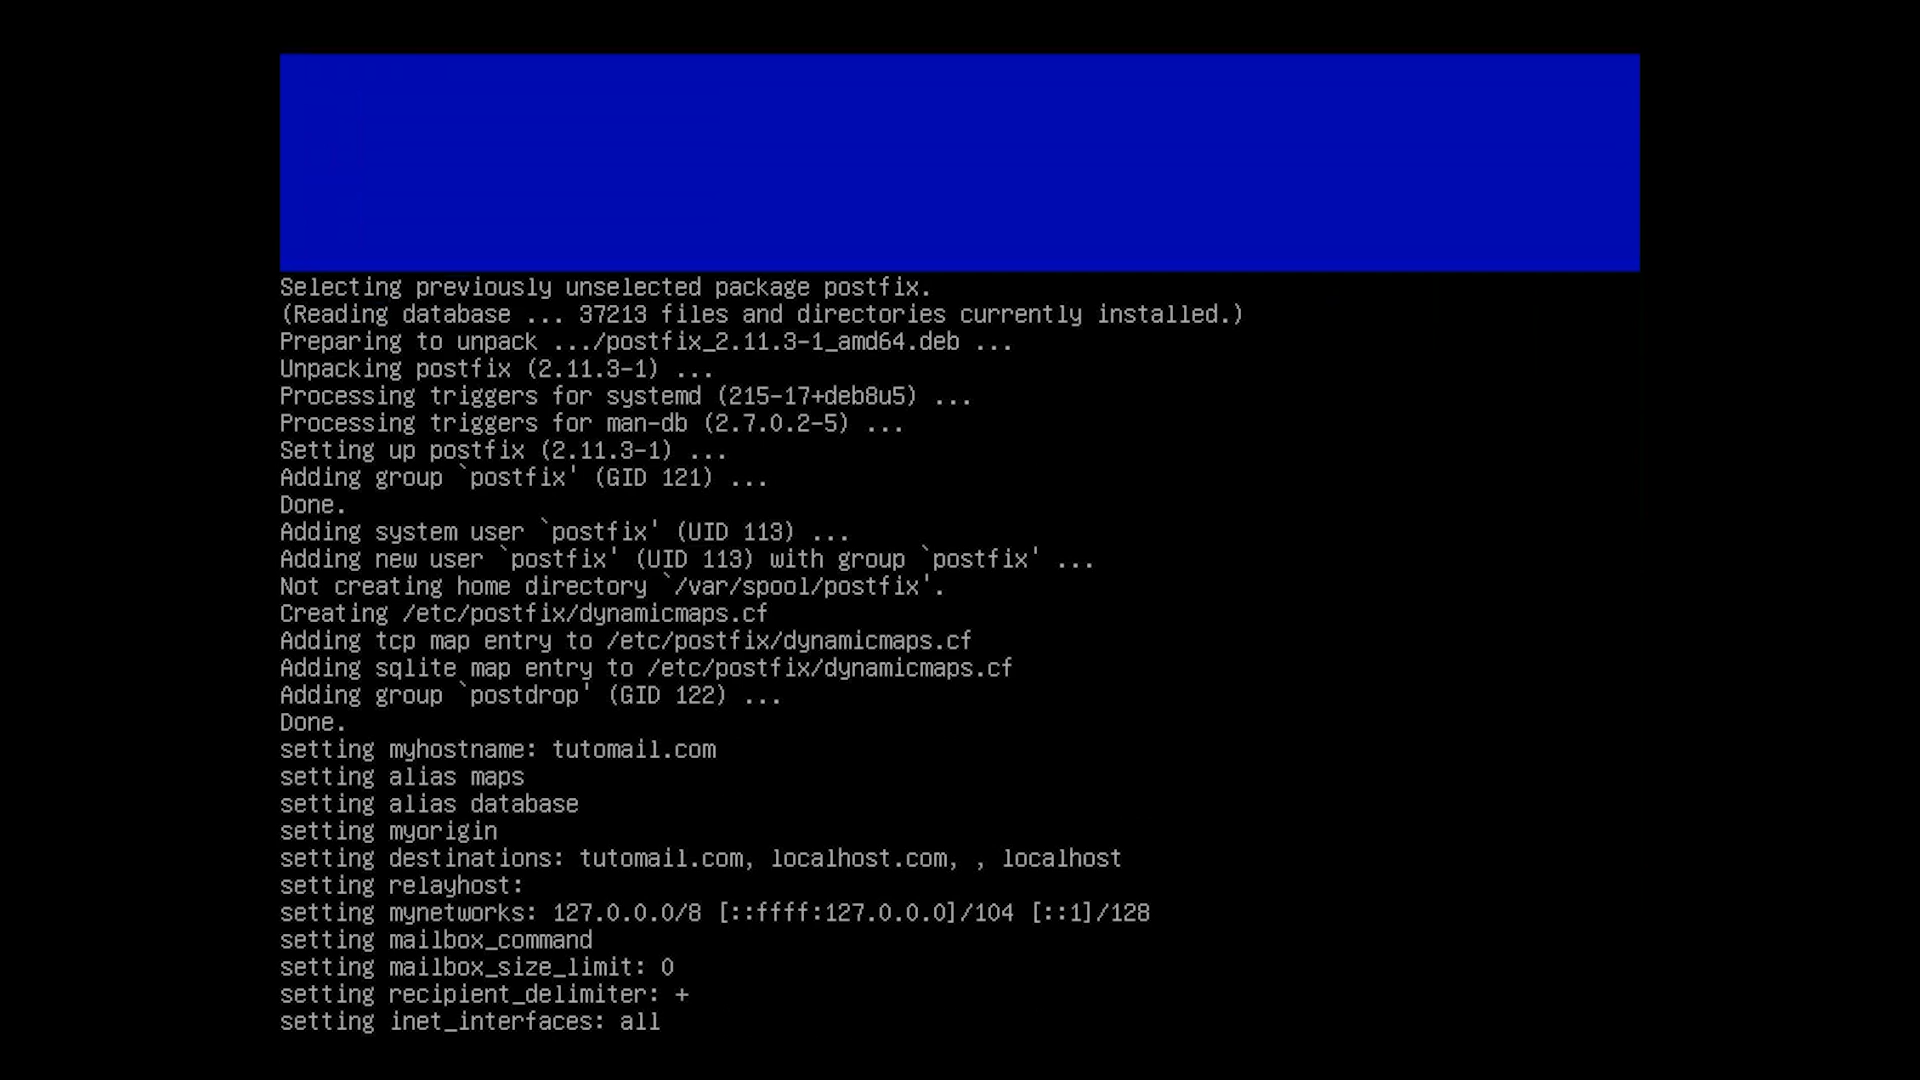 Selecting previously unselected package postfix.
(Reading database ... 37213 files and directories currently installed.)
Preparing to unpack .../postfix_2.11.3-1_amd64.deb ...
Unpacking postfix (2.11.3-1) ...
Processing triggers for systemd (215-17+deb8u5) ...
Processing triggers for man-db (2.7.0.2-5) ...
Setting up postfix (2.11.3-1) ...
Adding group `postfix' (GID 121) ...
Done.
Adding system user `postfix' (UID 113) ...
Adding new user `postfix' (UID 113) with group `postfix' ...
Not creating home directory `/var/spool/postfix'.
Creating /etc/postfix/dynamicmaps.cf
Adding tcp map entry to /etc/postfix/dynamicmaps.cf
Adding sqlite map entry to /etc/postfix/dynamicmaps.cf
Adding group `postdrop' (GID 122) ...
Done.
setting myhostname: tutomail.com
setting alias maps
setting alias database
setting myorigin
setting destinations: tutomail.com, localhost.com, , localhost
setting relayhost:
setting mynetworks: 127.0.0.0/8 [::ffff:127.0.0.0]/104 [::1]/128
setting mailbox_command
setting mailbox_size_limit: 0
setting recipient_delimiter: +
setting inet_interfaces: all